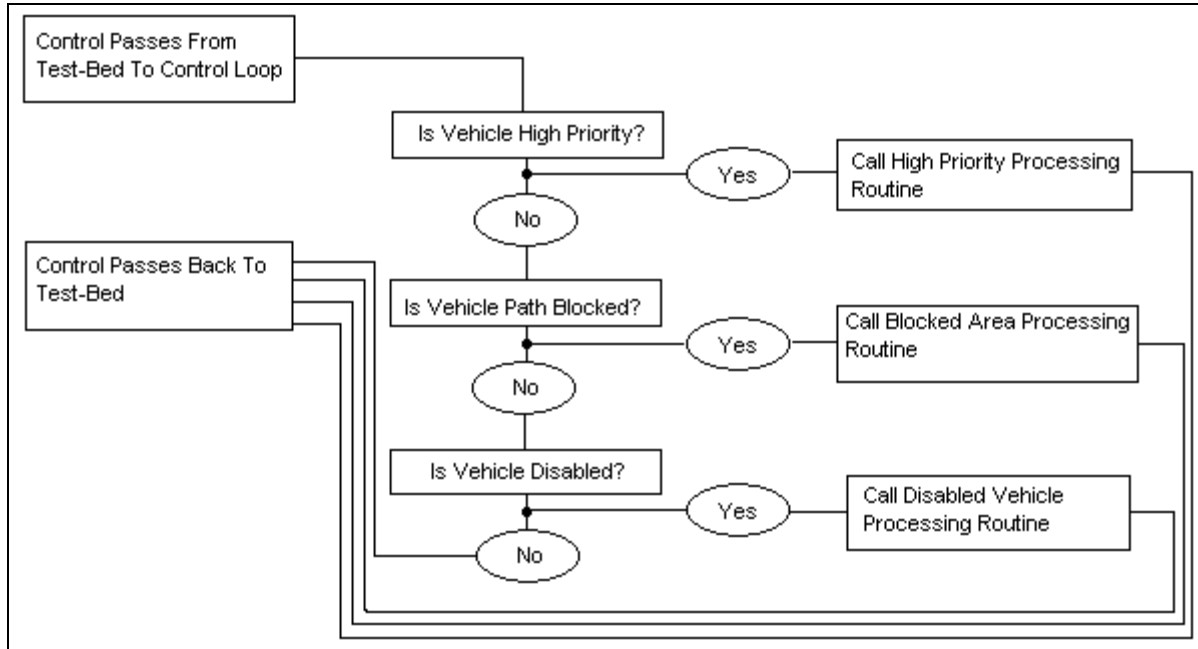 Control Passes From
Test-Bed To Control Loop
Is Vehicle High Priority?
Yes
Call High Priority Processing
Routine
No
Control Passes Back To
Test-Bed
Is Vehicle Path Blocked?
Yes
Call Blocked Area Processing
Routine
No
Is Vehicle Disabled?
Yes
Call Disabled Vehicle
Processing Routine
No